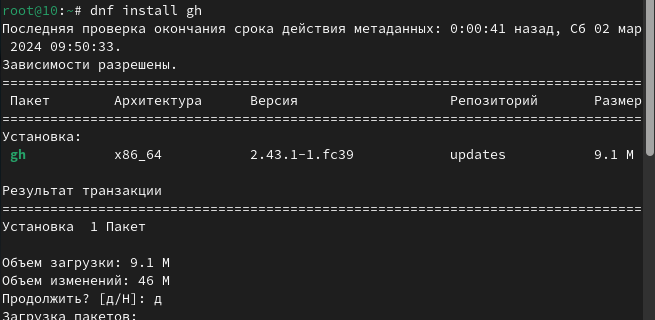 root@10:~# dnf install gh
Последняя проверка окончания срока действия метаданных: 0:00:41 назад, Сб 02 мар
 2024 09:50:33.
Зависимости разрешены.
================================================================================
 Пакет        Архитектура      Версия                   Репозиторий       Размер
================================================================================
Установка:
 gh           x86_64           2.43.1-1.fc39            updates           9.1 M

Результат транзакции
================================================================================
Установка  1 Пакет

Объем загрузки: 9.1 M
Объем изменений: 46 M
Продолжить? [д/Н]: д
Загрузка пакетов: